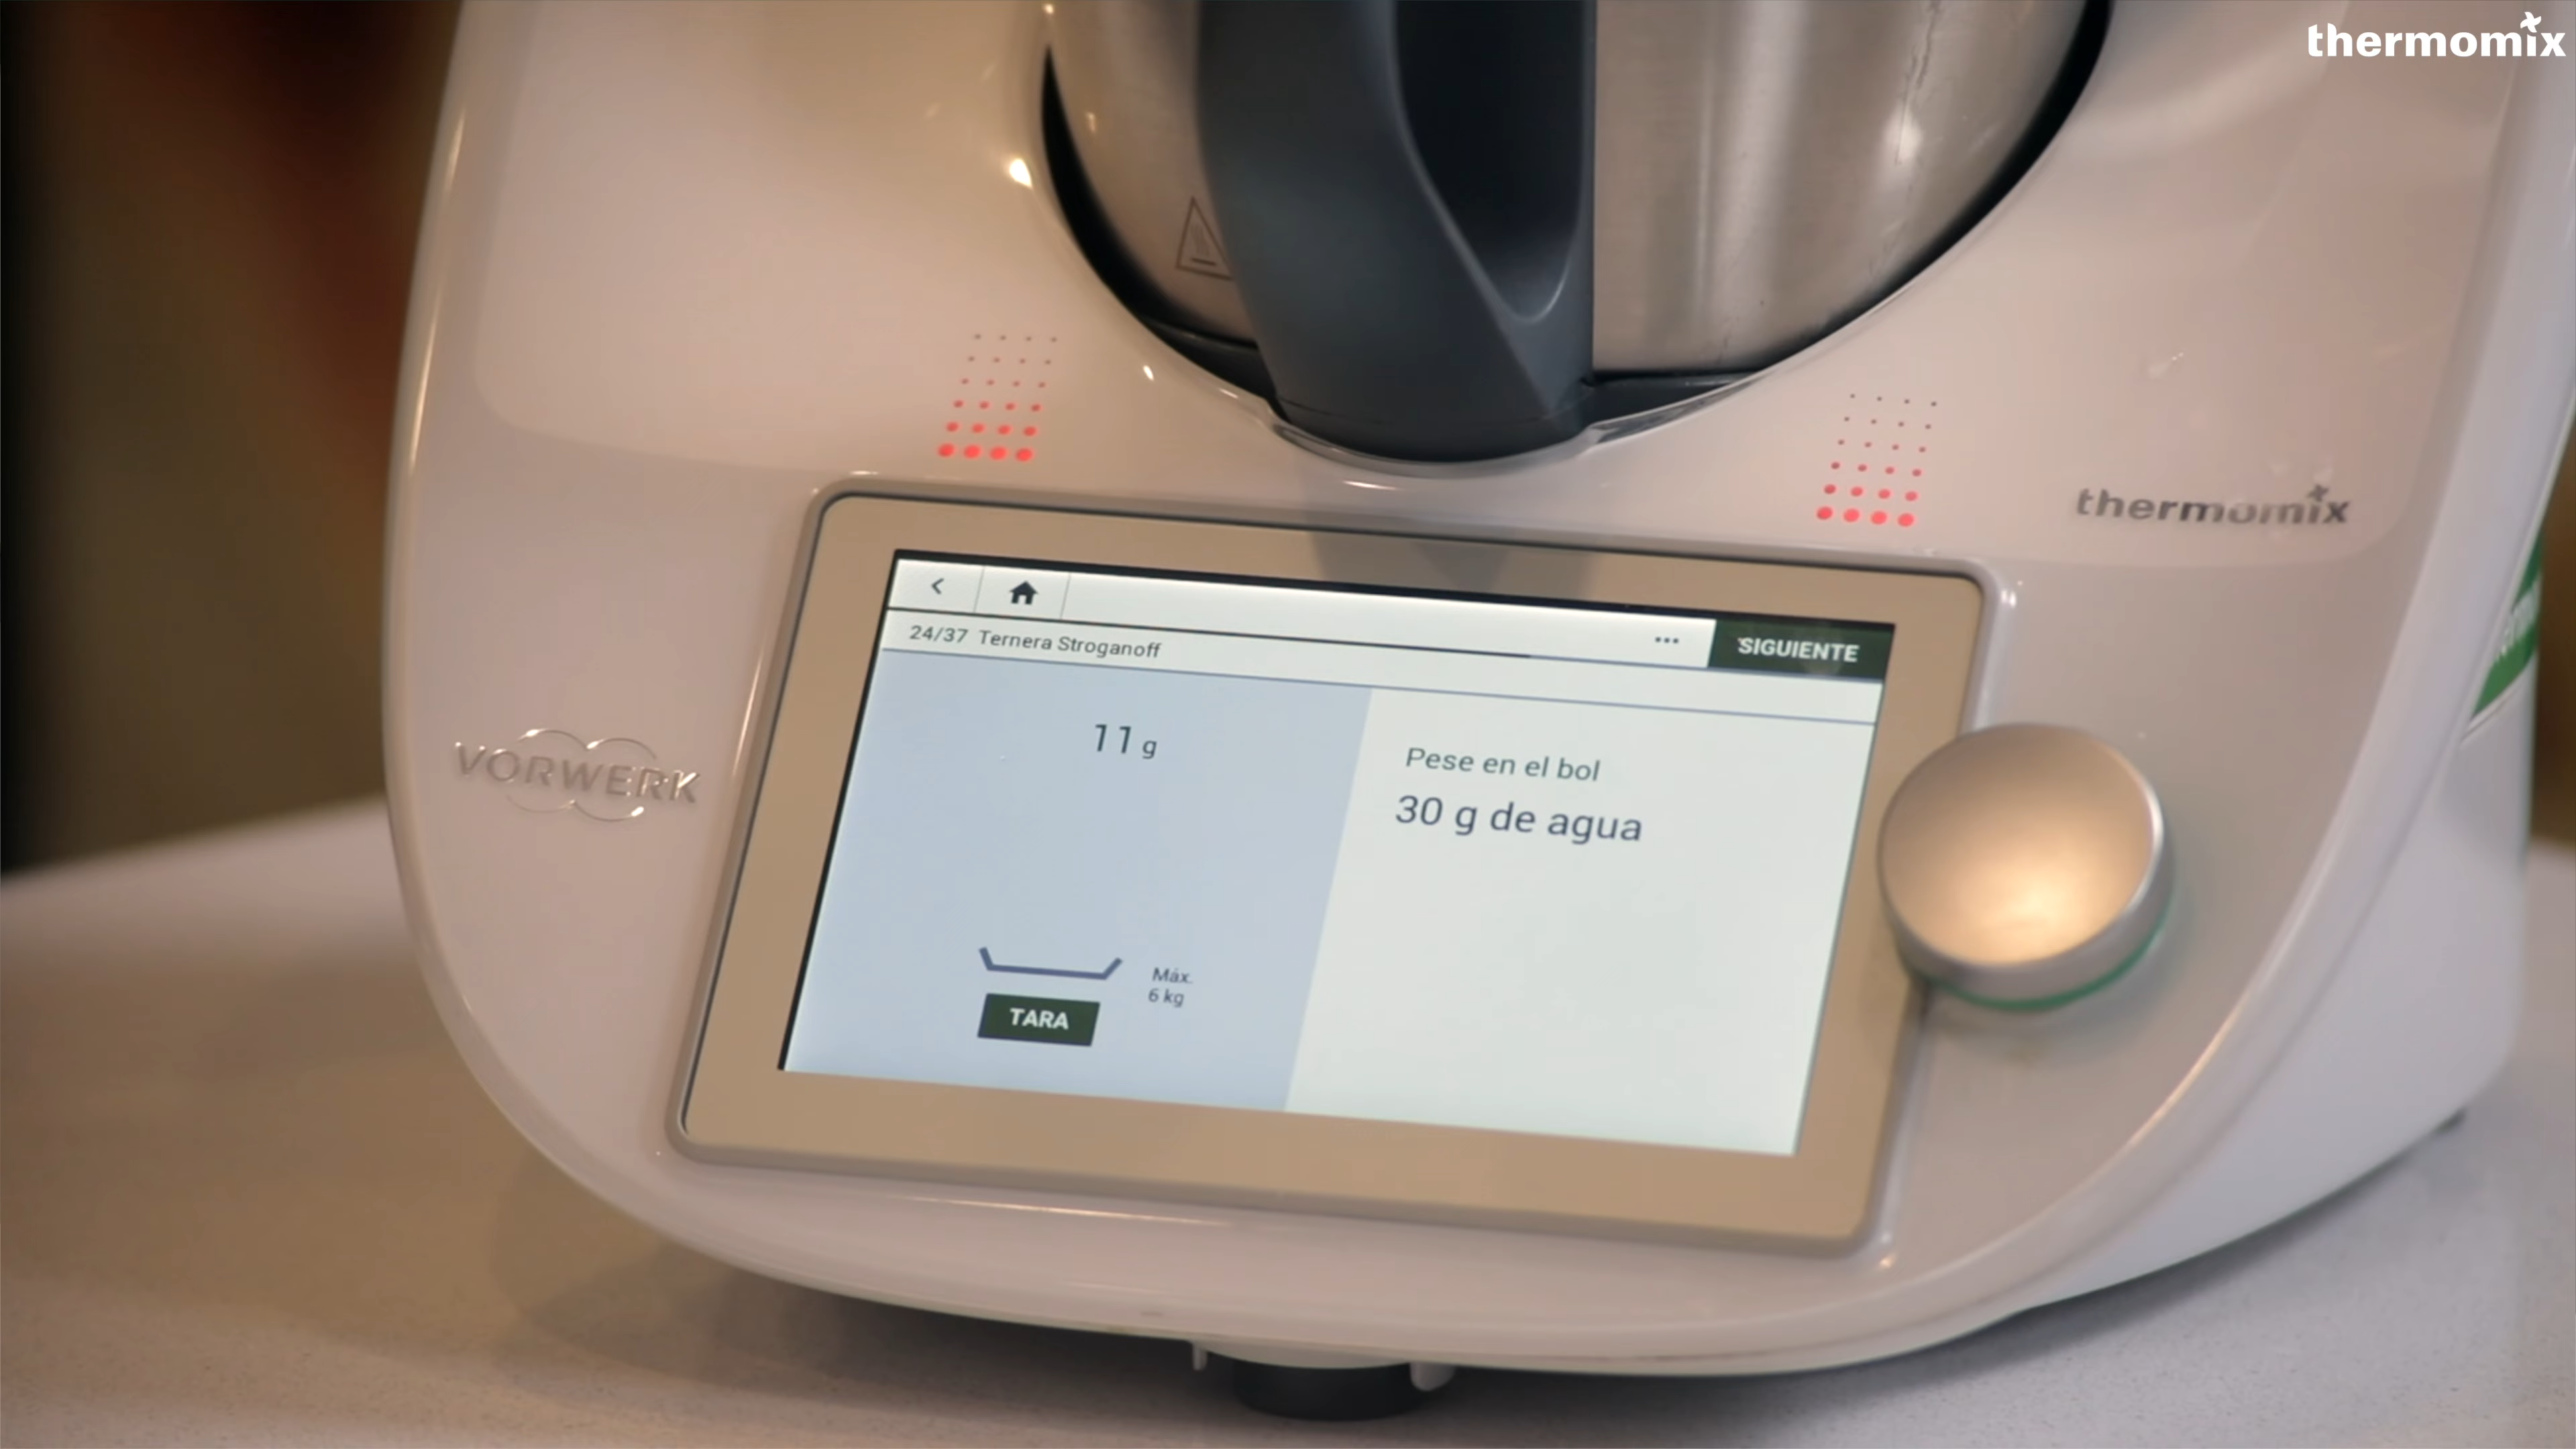 thermomix
thermomix
SIGUIENTE
24/37 Ternera Stroganoff
11 g
Pese en el bol
30 g de agua
VORWERK
Máx.
6 kg
TARA